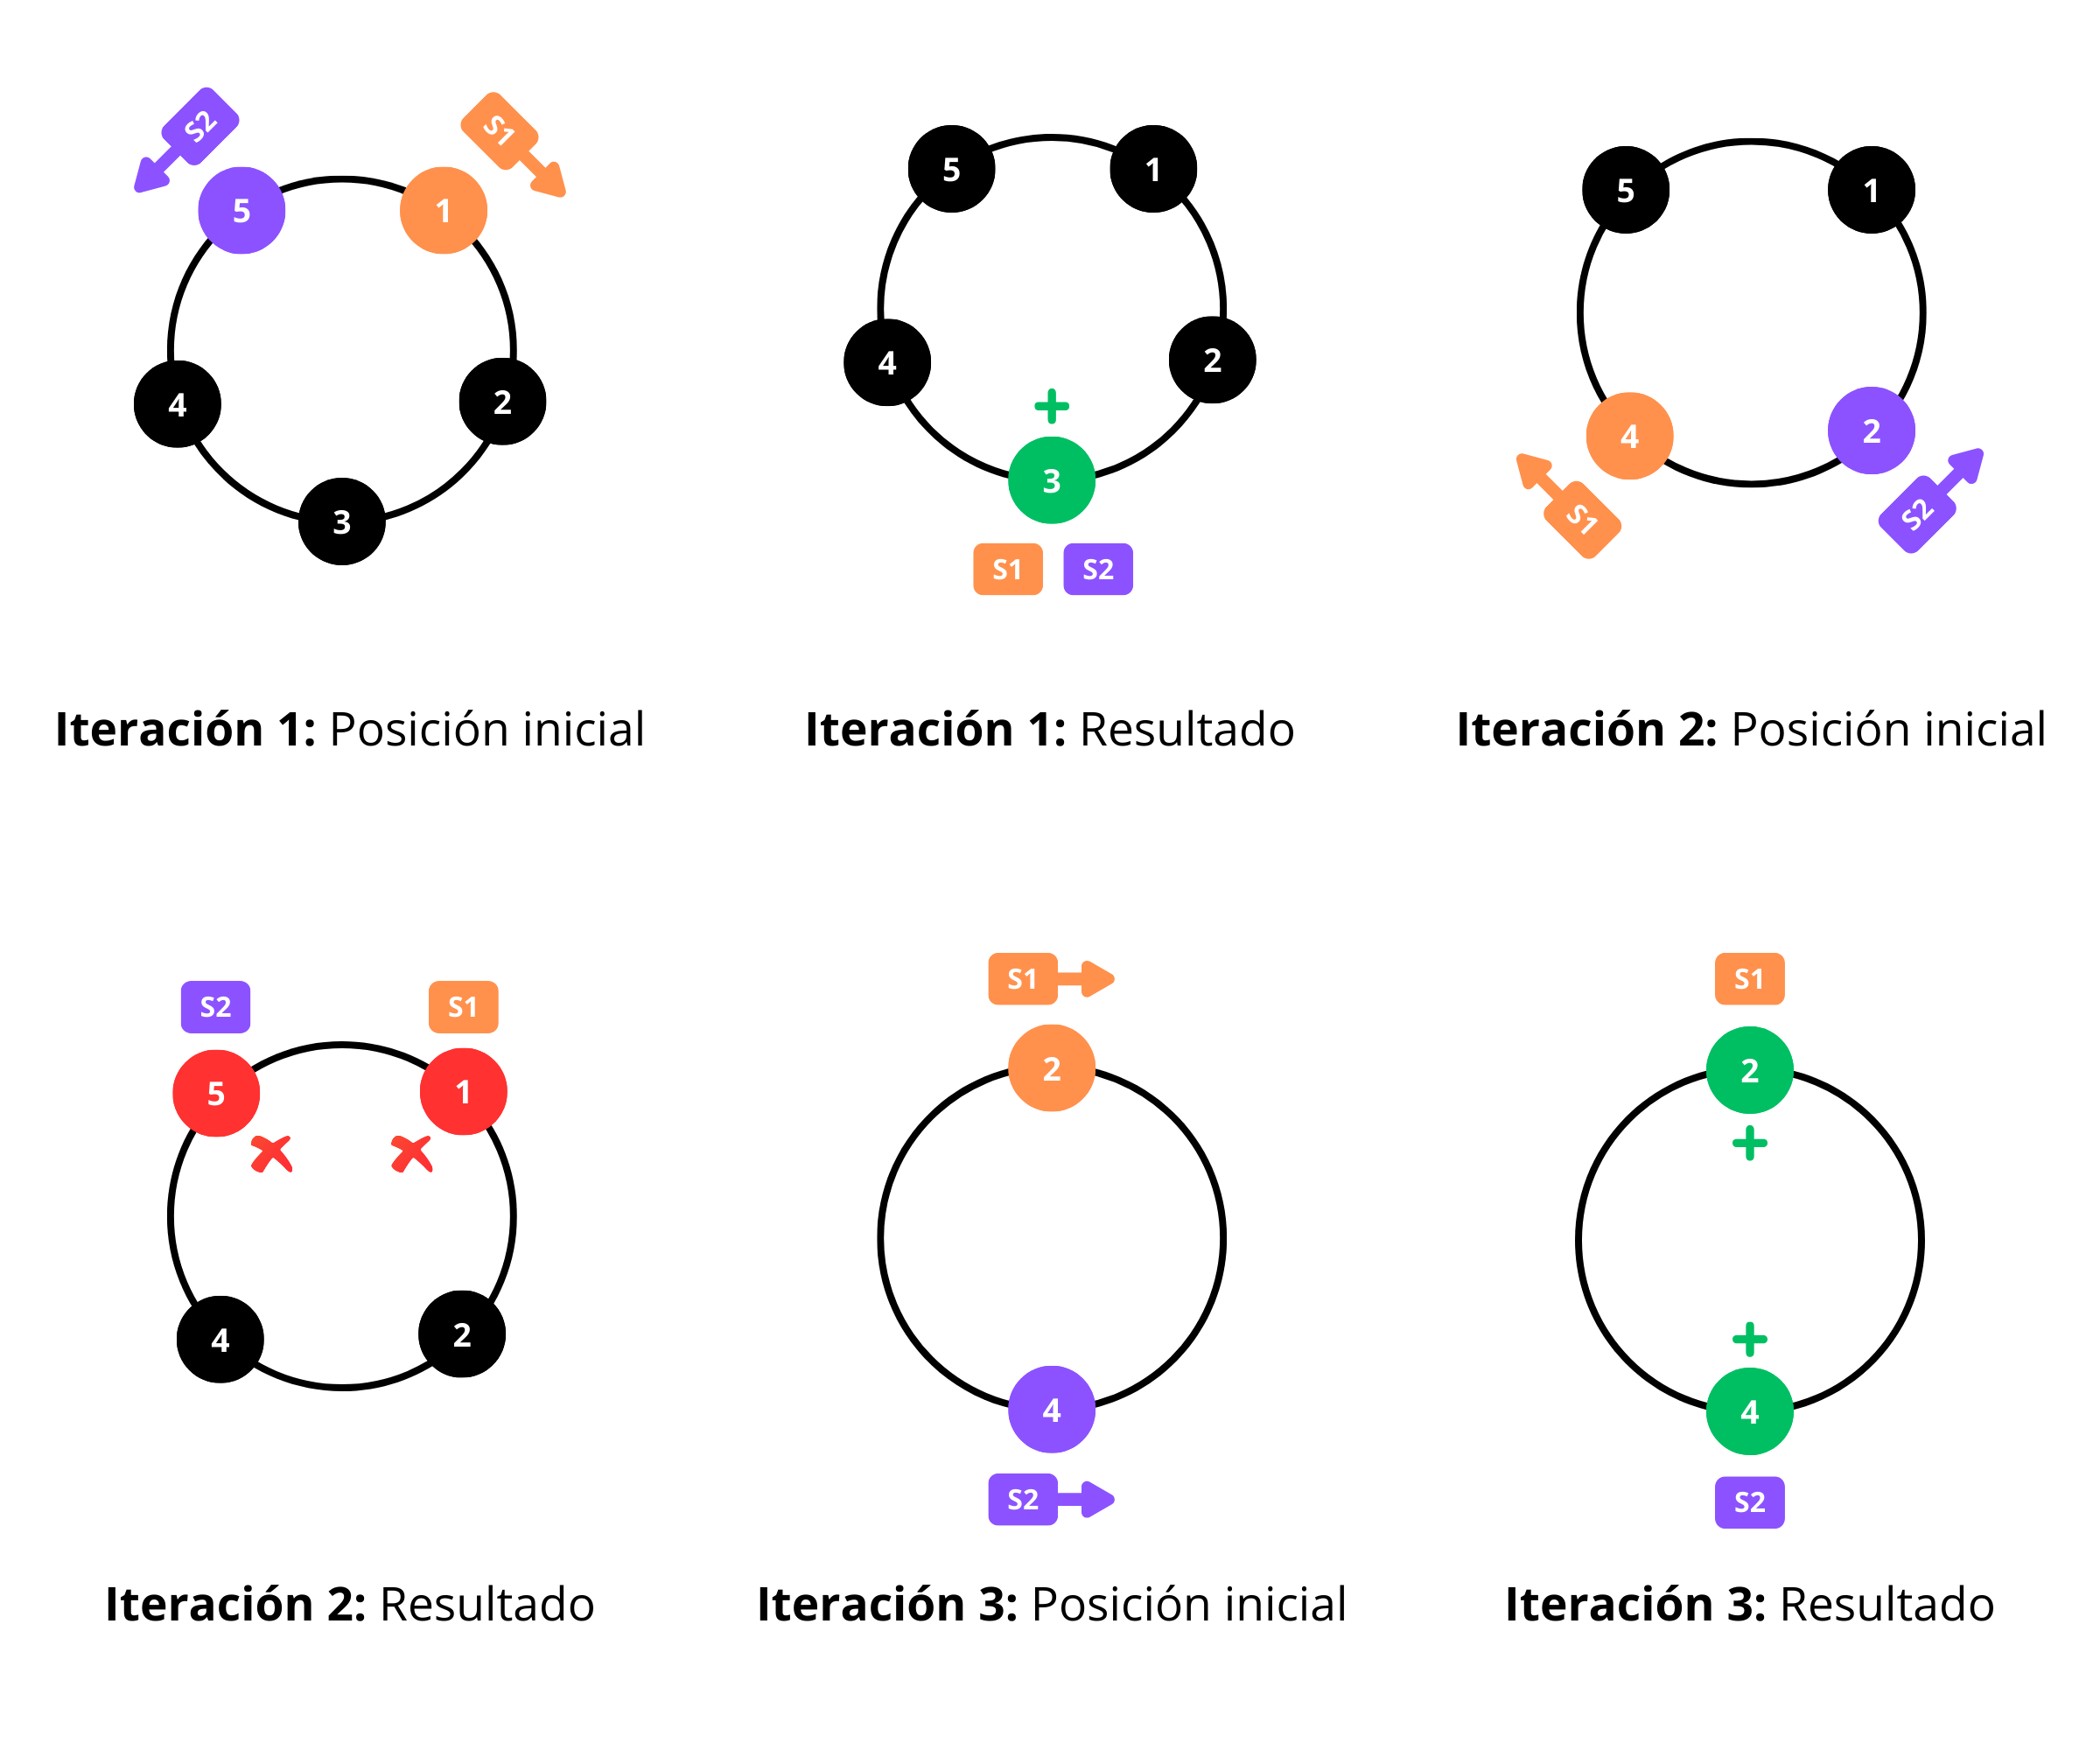 S2
S1
5
1
4
2
3
Iteración 1: Posición inicial
5
1
4
2
3
S1
S2
Iteración 1: Resultado
5
1
4
2
S1
S2
Iteración 2: Posición inicial
S2
S1
5
1
4
2
Iteración 2: Resultado
S1
2
4
S2
Iteración 3: Posición inicial
S1
2
4
S2
Iteración 3: Resultado